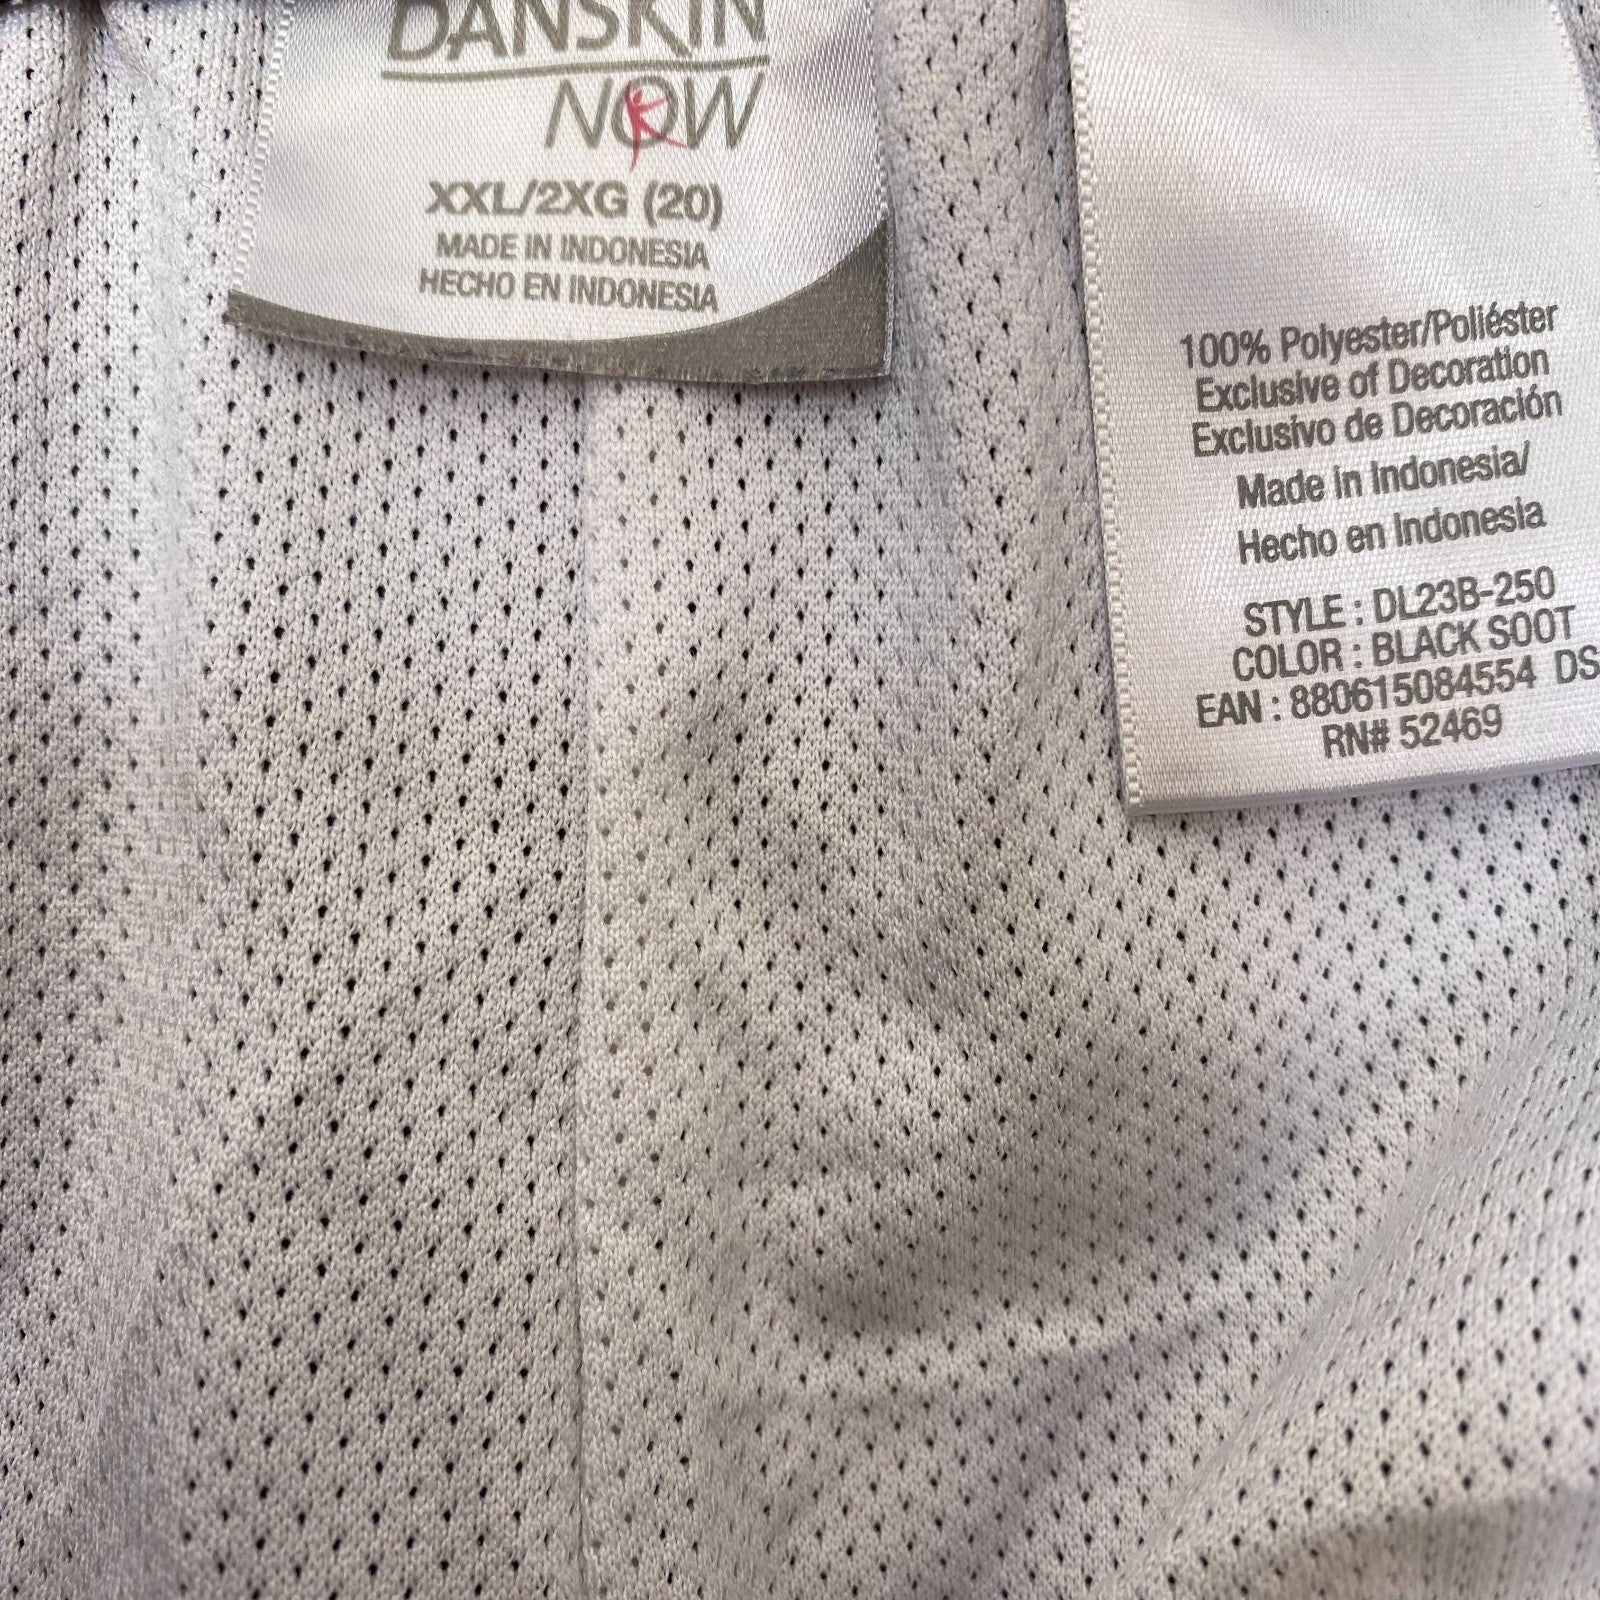 DANSKIN
NOW
XXL/2XG (20)
MADE IN INDONESIA
HECHO EN INDONESIA
100% Polyester/Poliéster
Exclusive of Decoration
Exclusivo de Decoración
Made in Indonesia/
Hecho en Indonesia
STYLE : DL23B-250
COLOR : BLACK SOOT
EAN : 880615084554 DS
RN# 52469